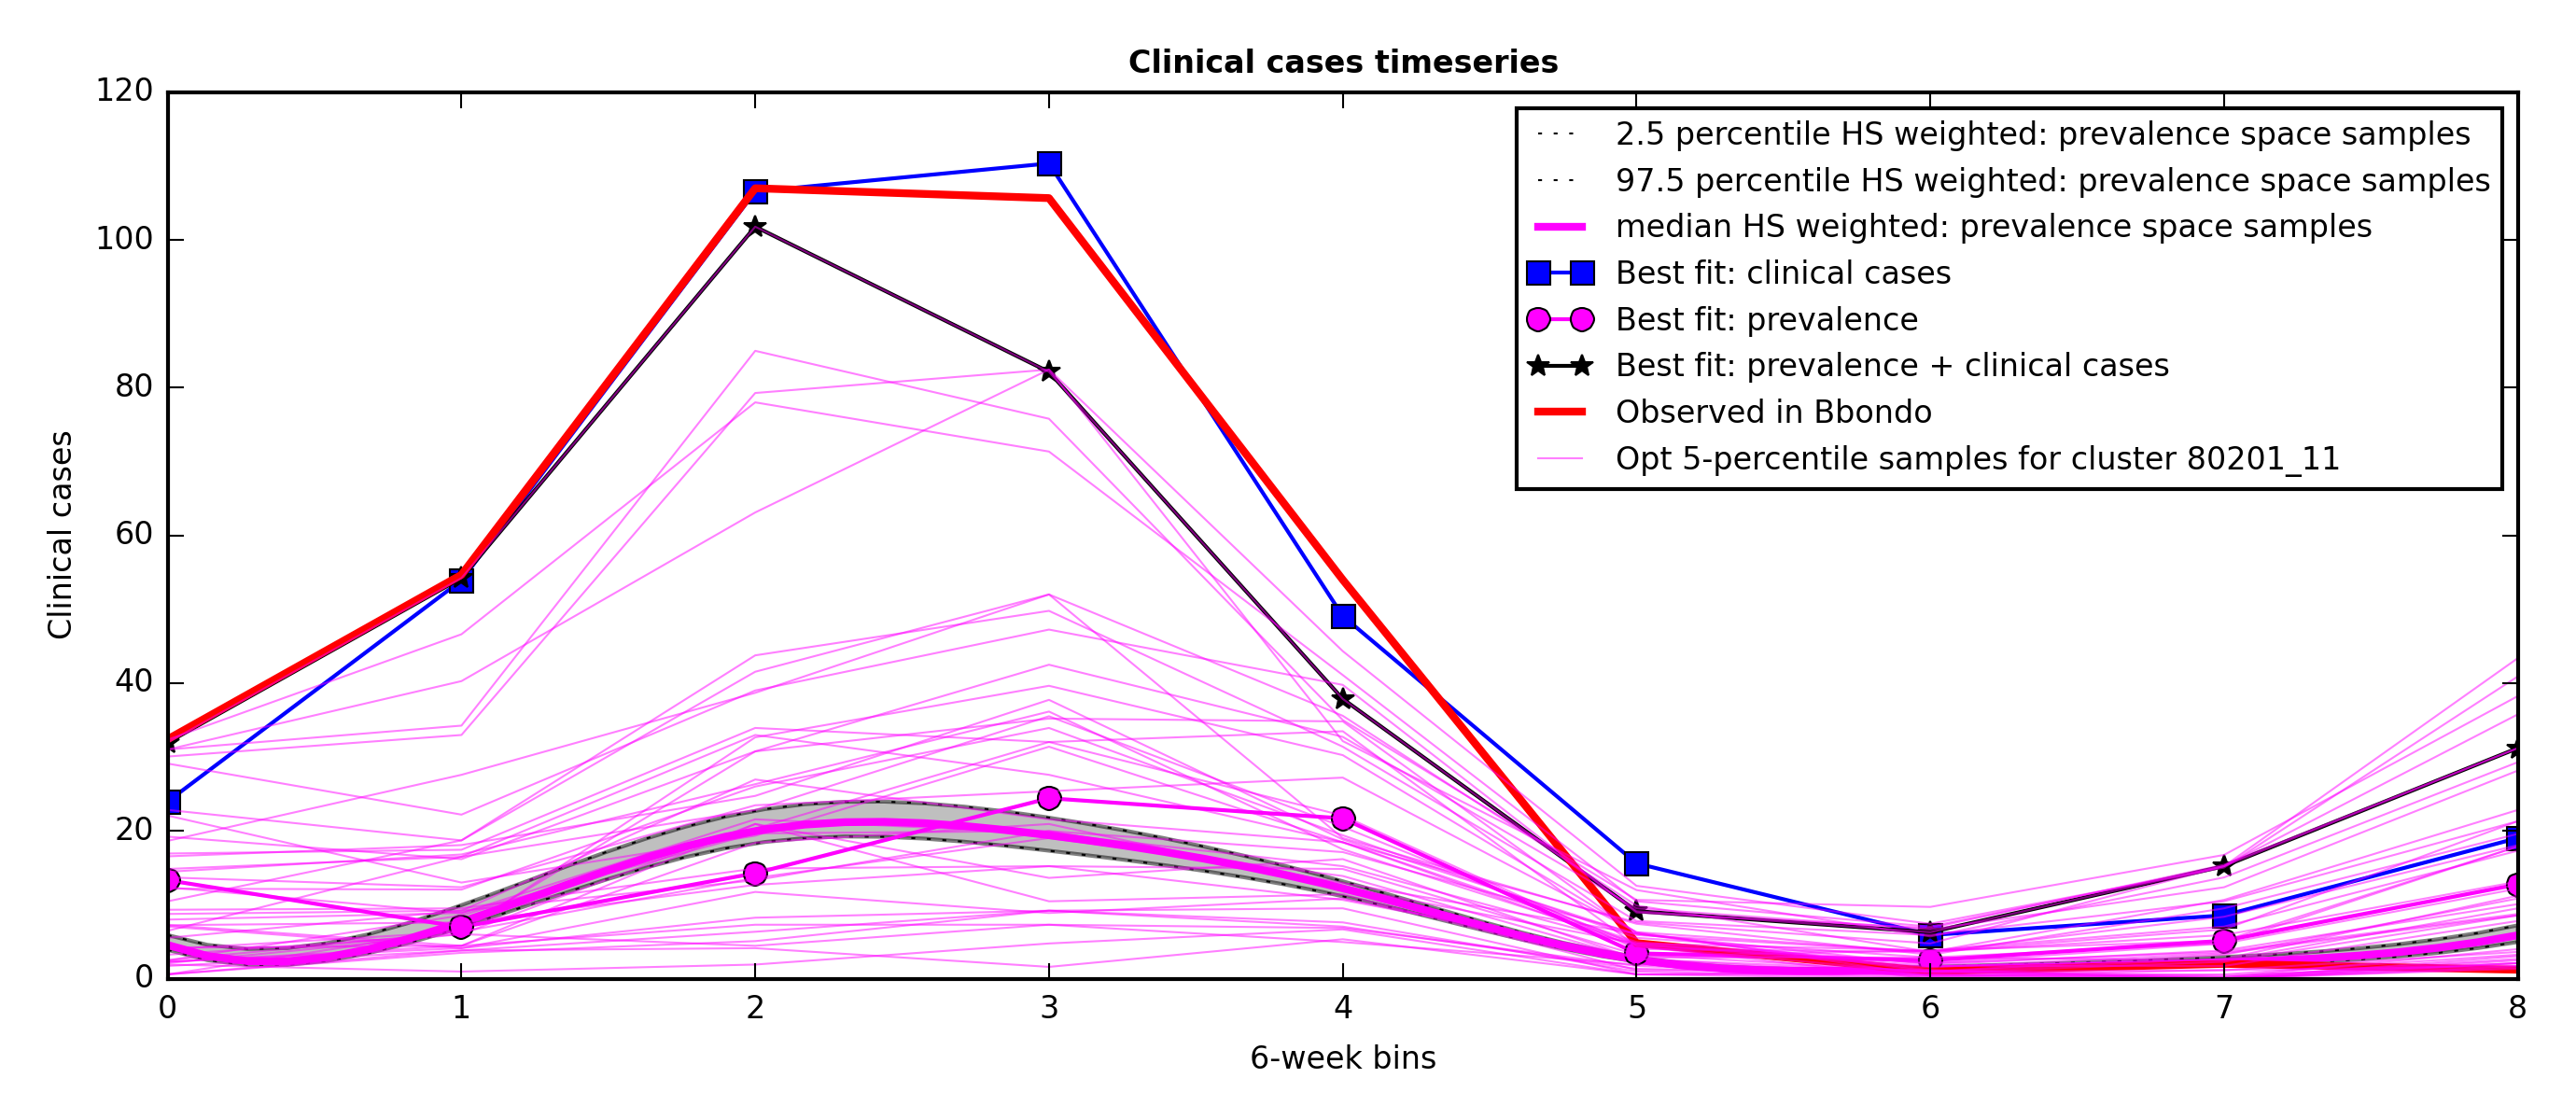 Clinical cases timeseries
120
100
80
60
40
20
0
Clinical cases
2.5 percentile HS weighted: prevalence space samples
97.5 percentile HS weighted: prevalence space samples
median HS weighted: prevalence space samples
Best fit: clinical cases
Best fit: prevalence
Best fit: prevalence + clinical cases
Observed in Bbondo
Opt 5-percentile samples for cluster 80201_11
0 1 2 3 4 5 6 7 8
6-week bins